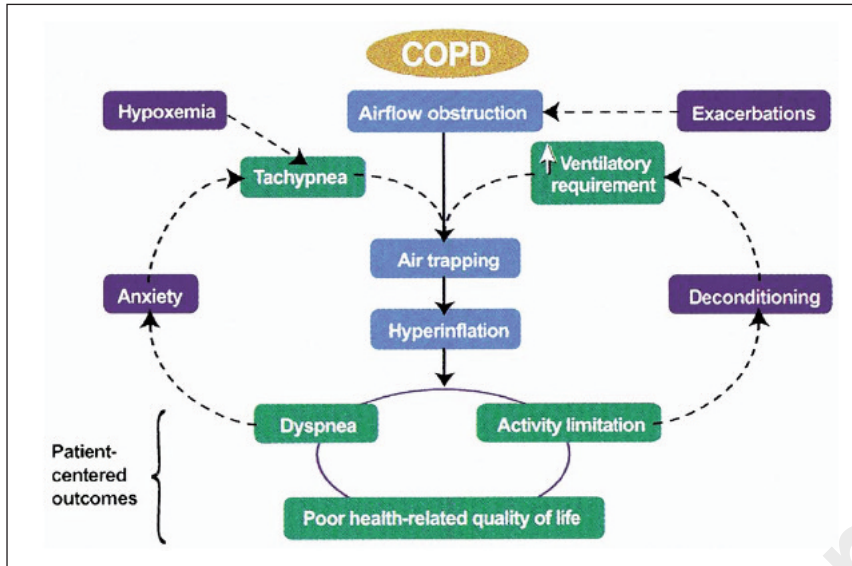 COPD
Hypoxemia
Airflow obstruction
Exacerbations
Tachypnea
Ventilatory
requirement
Air trapping
Anxiety
Deconditioning
Hyperinflation
Dyspnea
Activity limitation
Patient-
centered
outcomes
Poor health-related quality of life